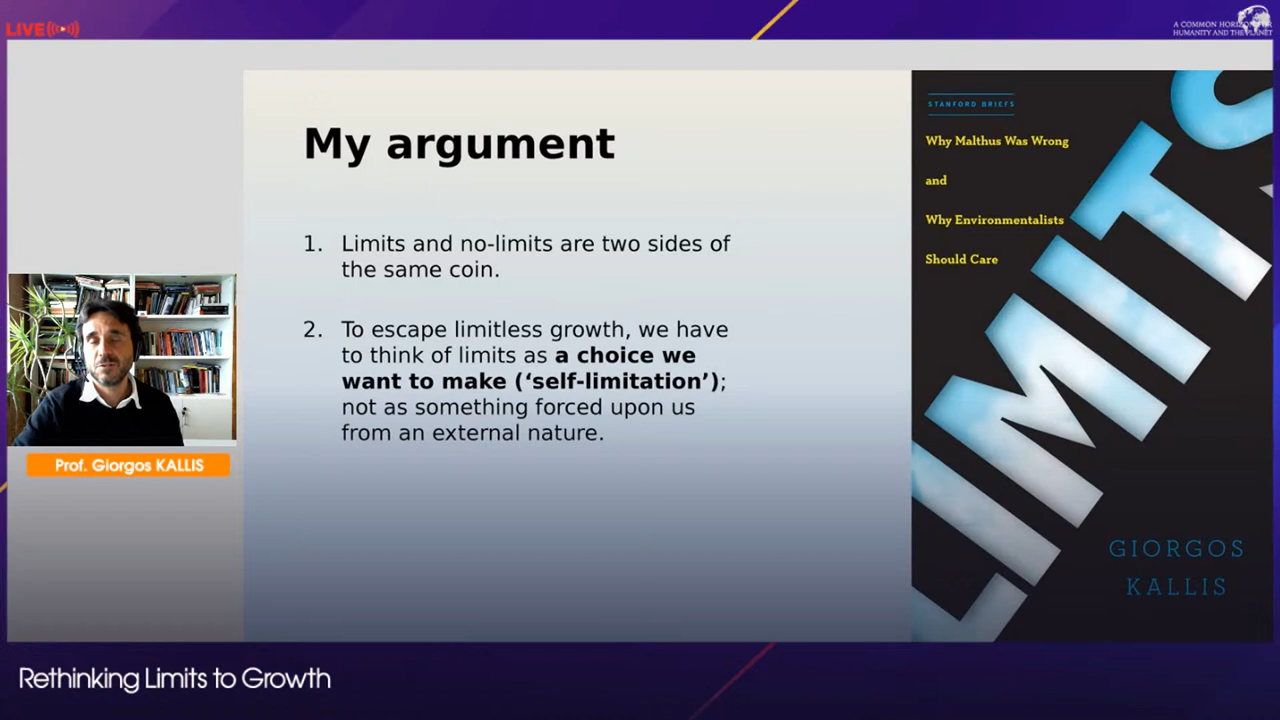 LIVE
A COMMON HORIZON FOR
HUMANITY AND THE PLANET
My argument
1. Limits and no-limits are two sides of
the same coin.
2. To escape limitless growth, we have
to think of limits as a choice we
want to make (‘self-limitation’);
not as something forced upon us
from an external nature.
STANFORD BRIEFS
Why Malthus Was Wrong
and
Why Environmentalists
Should Care
LIMITS
GIORGOS
KALLIS
Prof. Giorgos KALLIS
Rethinking Limits to Growth